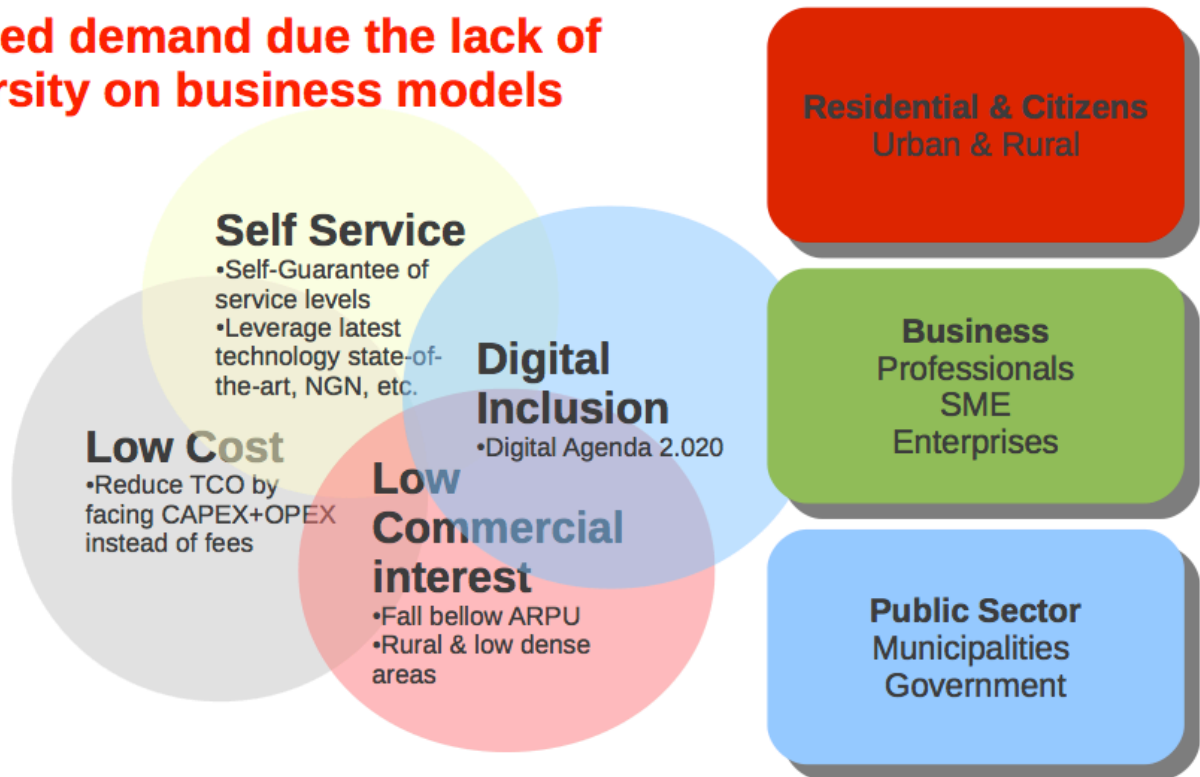 ed demand due the lack of
rsity on business models
Self Service
•Self-Guarantee of
service levels
•Leverage latest
technology state-of-
the-art, NGN, etc.
Digital
Inclusion
•Digital Agenda 2.020
Low Cost
•Reduce TCO by
facing CAPEX+OPEX
instead of fees
Low
Commercial
interest
•Fall bellow ARPU
•Rural & low dense
areas
Residential & Citizens
Urban & Rural
Business
Professionals
SME
Enterprises
Public Sector
Municipalities
Government